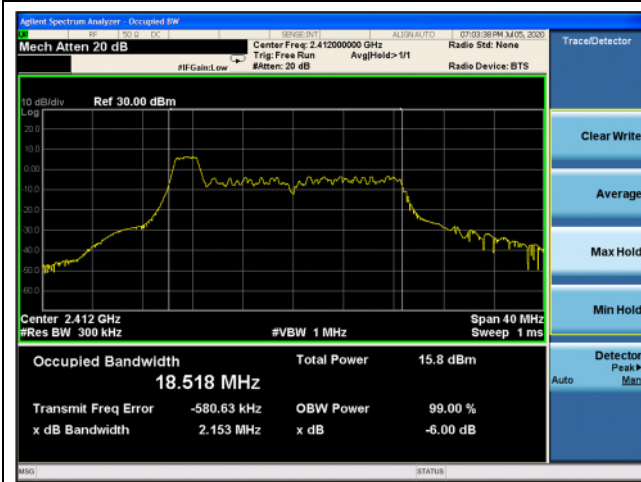 Agilent Spectrum Analyzer - Occupied BW
RF 50 Ω DC SENSE:INT ALIGN AUTO 07:03:38 PM Jul 05, 2020
Mech Atten 20 dB
Center Freq: 2.412000000 GHz
Radio Std: None
Trig: Free Run Avg|Hold:> 1/1
#IFGain:Low #Atten: 20 dB Radio Device: BTS
10 dB/div Ref 30.00 dBm
Log
20.0
10.0
0.00
-10.0
-20.0
-30.0
-40.0
-50.0
-60.0
Center 2.412 GHz Span 40 MHz
#Res BW 300 kHz #VBW 1 MHz Sweep 1 ms
Occupied Bandwidth Total Power 15.8 dBm
18.518 MHz
Transmit Freq Error -580.63 kHz OBW Power 99.00 %
x dB Bandwidth 2.153 MHz x dB -6.00 dB
MSG STATUS
Trace/Detector
Clear Write
Average
Max Hold
Min Hold
Detector
Peak▶
Auto Man